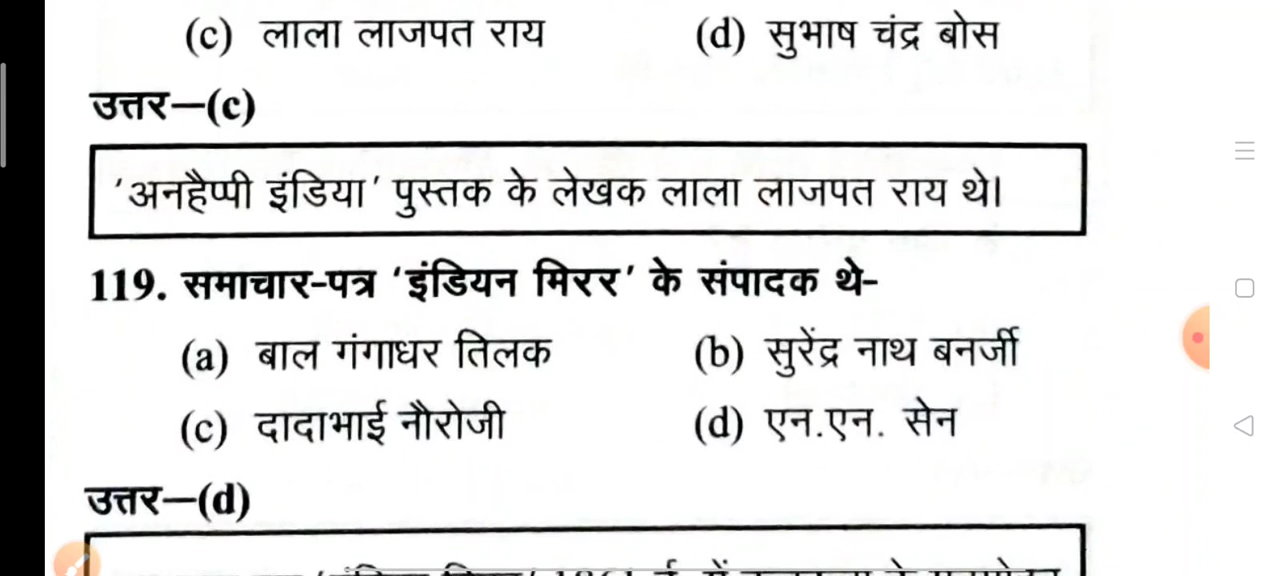 (c) लाला लाजपत राय (d) सुभाष चंद्र बोस
उत्तर—(c)
'अनहैप्पी इंडिया' पुस्तक के लेखक लाला लाजपत राय थे।
119. समाचार-पत्र 'इंडियन मिरर' के संपादक थे-
(a) बाल गंगाधर तिलक (b) सुरेंद्र नाथ बनर्जी
(c) दादाभाई नौरोजी (d) एन.एन. सेन
उत्तर—(d)